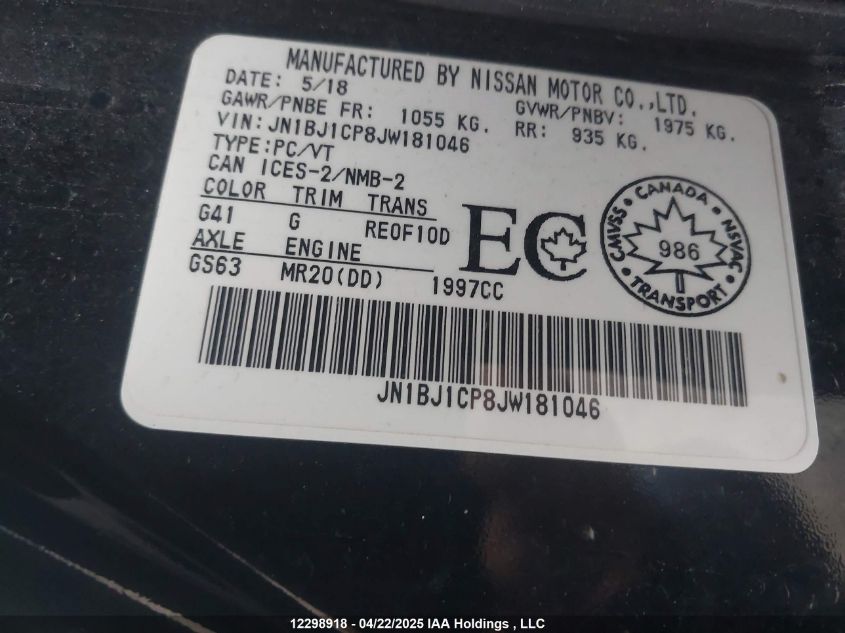 MANUFACTURED BY NISSAN MOTOR CO.,LTD.
DATE: 5/18 GVWR/PNBV: 1975 KG.
GAWR/PNBE FR: 1055 KG. RR: 935 KG.
VIN:JN1BJ1CP8JW181046
TYPE:PC/VT
CAN ICES-2/NMB-2
COLOR TRIM TRANS
G41 G RE0F10D
AXLE ENGINE
GS63 MR20(DD) 1997CC
EC
CANADA
CMVSS 986 NSVAC
TRANSPORT
JN1BJ1CP8JW181046
12298918 - 04/22/2025 IAA Holdings , LLC